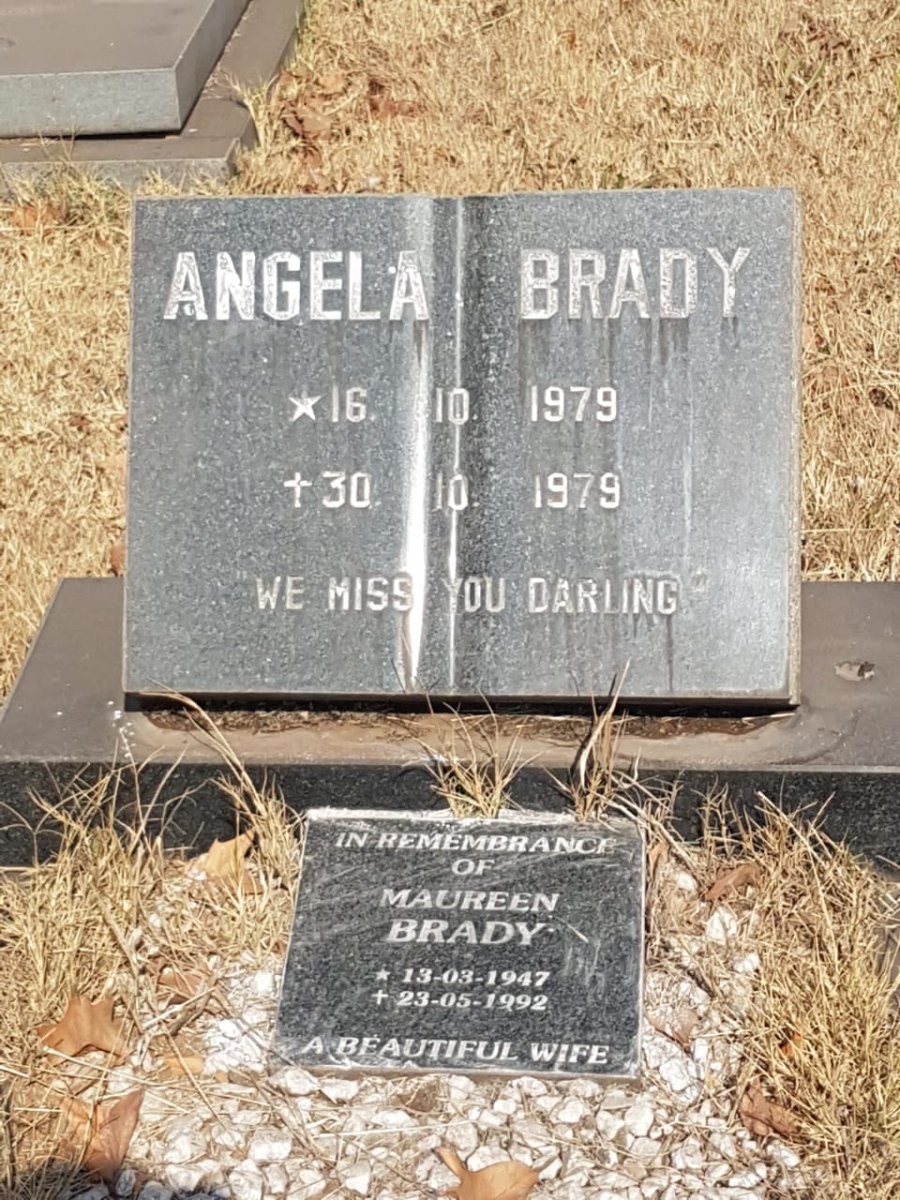 ANGELA BRADY
★ 16. 10. 1979
✝ 30. 10. 1979
"WE MISS YOU DARLING"
IN REMEMBRANCE
OF
MAUREEN
BRADY
★ 13-03-1947
✝ 23-05-1992
A BEAUTIFUL WIFE